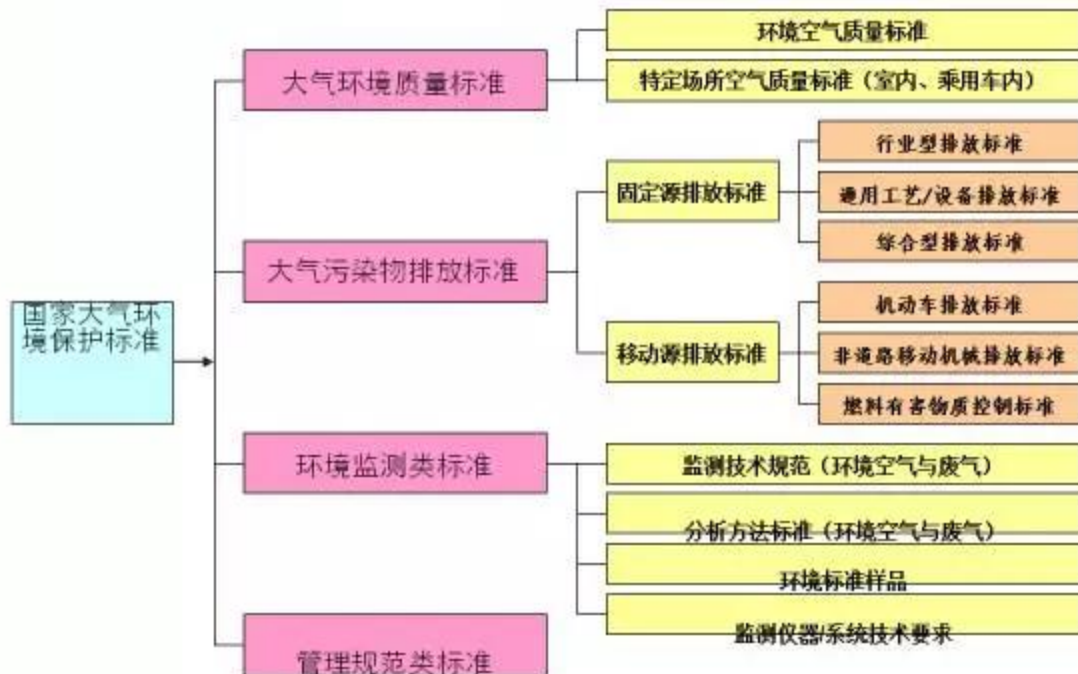 国家大气环
境保护标准
大气环境质量标准
环境空气质量标准
特定场所空气质量标准（室内、乘用车内）
大气污染物排放标准
固定源排放标准
行业型排放标准
通用工艺/设备排放标准
综合型排放标准
移动源排放标准
机动车排放标准
非道路移动机械排放标准
燃料有害物质控制标准
环境监测类标准
监测技术规范（环境空气与废气）
分析方法标准（环境空气与废气）
环境标准样品
监测仪器/系统技术要求
管理规范类标准